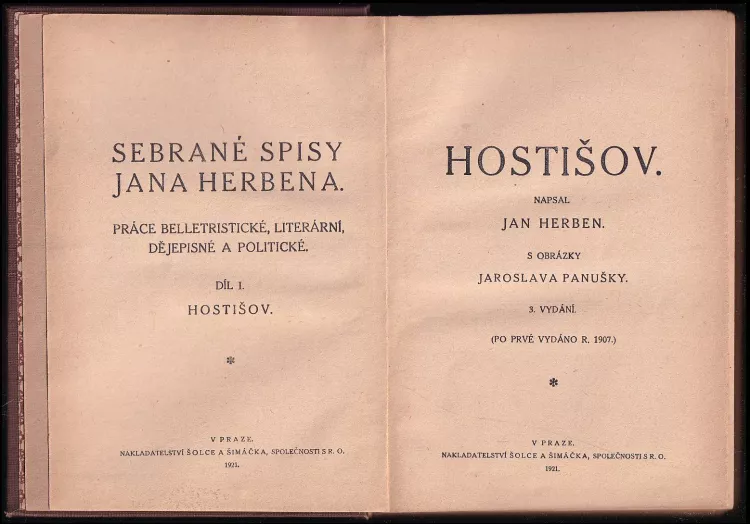 SEBRANÉ SPISY
JANA HERBENA.
PRÁCE BELLETRISTICKÉ, LITERÁRNÍ,
DĚJEPISNÉ A POLITICKÉ.
DÍL I.
HOSTIŠOV.
V PRAZE.
NAKLADATELSTVÍ ŠOLCE A ŠIMÁČKA, SPOLEČNOSTI S R. O.
1921.
HOSTIŠOV.
NAPSAL
JAN HERBEN.
S OBRÁZKY
JAROSLAVA PANUŠKY.
3. VYDÁNÍ.
(PO PRVÉ VYDÁNO R. 1907.)
V PRAZE.
NAKLADATELSTVÍ ŠOLCE A ŠIMÁČKA, SPOLEČNOSTI S R. O.
1921.